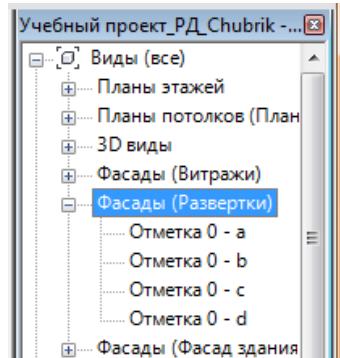 Учебный проект_РД_Chubrik -...
Виды (все)
Планы этажей
Планы потолков (План
3D виды
Фасады (Витражи)
Фасады (Развертки)
Отметка 0 - a
Отметка 0 - b
Отметка 0 - c
Отметка 0 - d
Фасады (Фасад здания